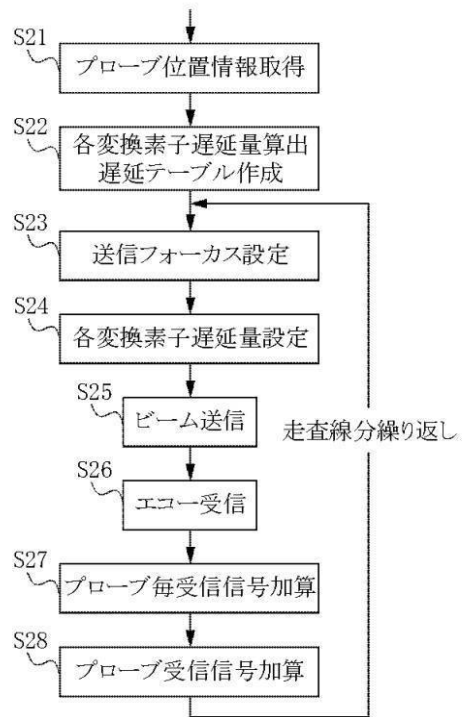 S21
プローブ位置情報取得
S22
各変換素子遅延量算出
遅延テーブル作成
S23
送信フォーカス設定
S24
各変換素子遅延量設定
S25
ビーム送信
走査線分繰り返し
S26
エコー受信
S27
プローブ毎受信信号加算
S28
プローブ受信信号加算